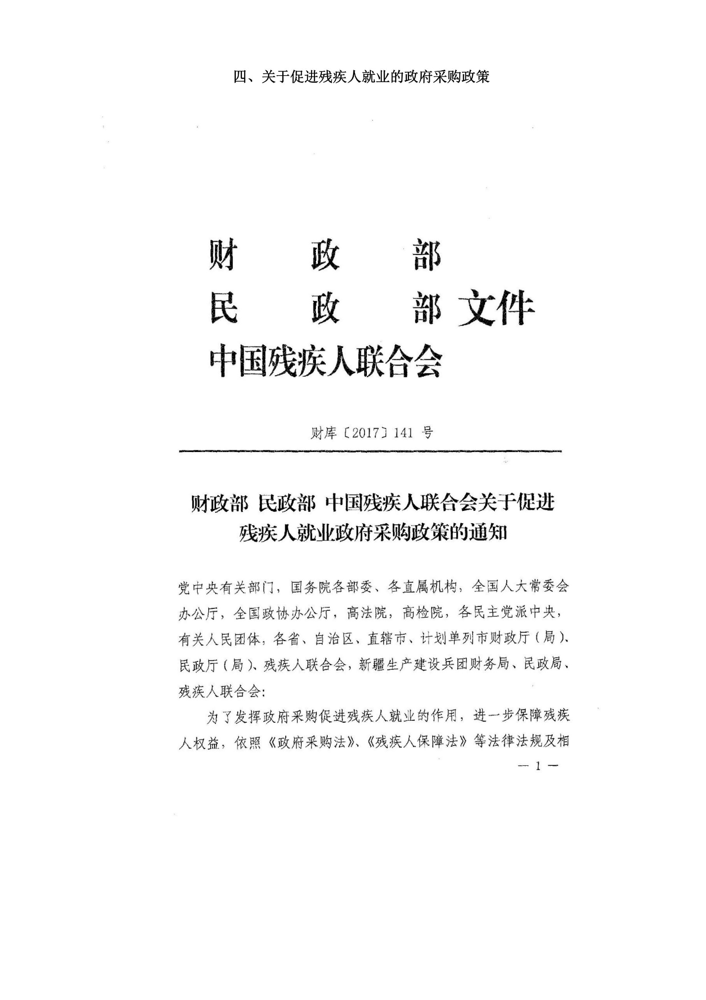 四、关于促进残疾人就业的政府采购政策
财政部
民政部 文件
中国残疾人联合会
财库〔2017〕141 号
财政部 民政部 中国残疾人联合会关于促进
残疾人就业政府采购政策的通知
党中央有关部门，国务院各部委、各直属机构，全国人大常委会
办公厅，全国政协办公厅，高法院，高检院，各民主党派中央，
有关人民团体，各省、自治区、直辖市、计划单列市财政厅（局）、
民政厅（局）、残疾人联合会，新疆生产建设兵团财务局、民政局、
残疾人联合会：
为了发挥政府采购促进残疾人就业的作用，进一步保障残疾
人权益，依照《政府采购法》、《残疾人保障法》等法律法规及相
— 1 —